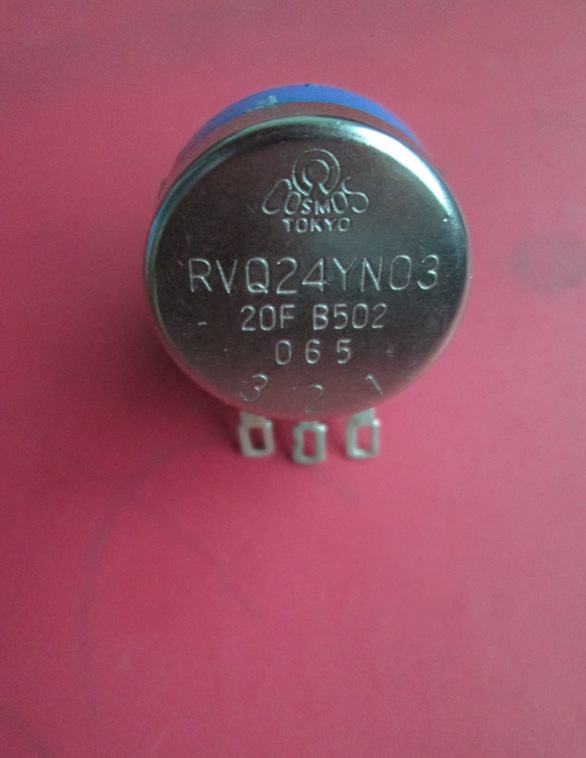 COSMOS
TOKYO
RVQ24YN03
20F B502
065
3 2 1